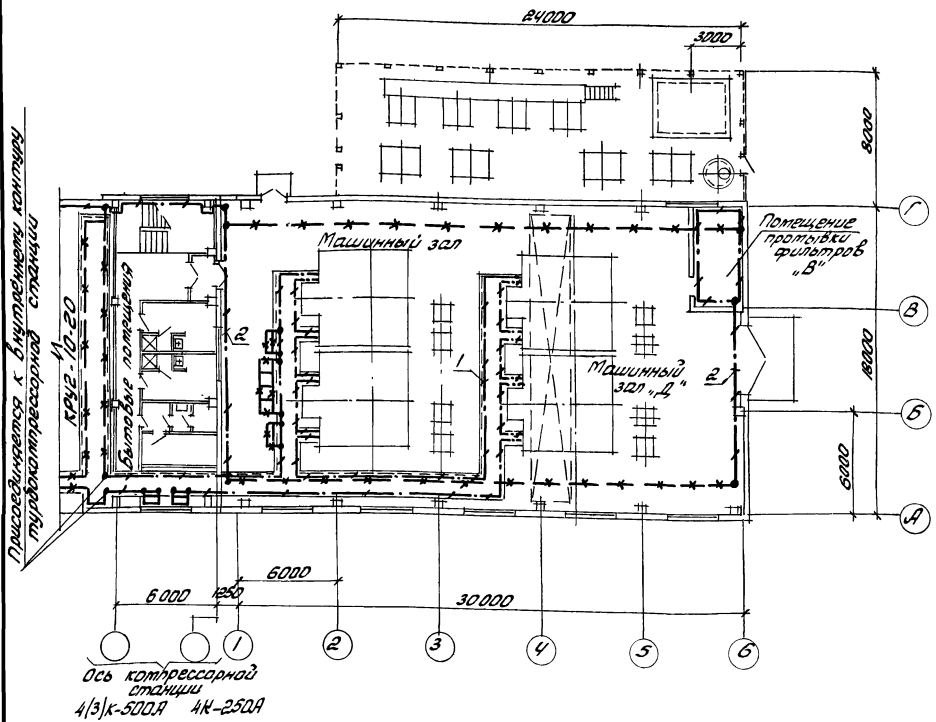 24000
3000
8000
Г
Присоединяется к внутреннему контуру
турбокомпрессорной станции
КРУ2-10-20
Бытовые помещения
2
Машинный зал
Помещение
промывки
фильтров
„В"
В
18000
1
Машинный
зал „Д"
2
Б
6000
А
6000
6000
1250
30000
1
2
3
4
5
6
Ось компрессорной
станции
4(3)К-500А
4К-250А